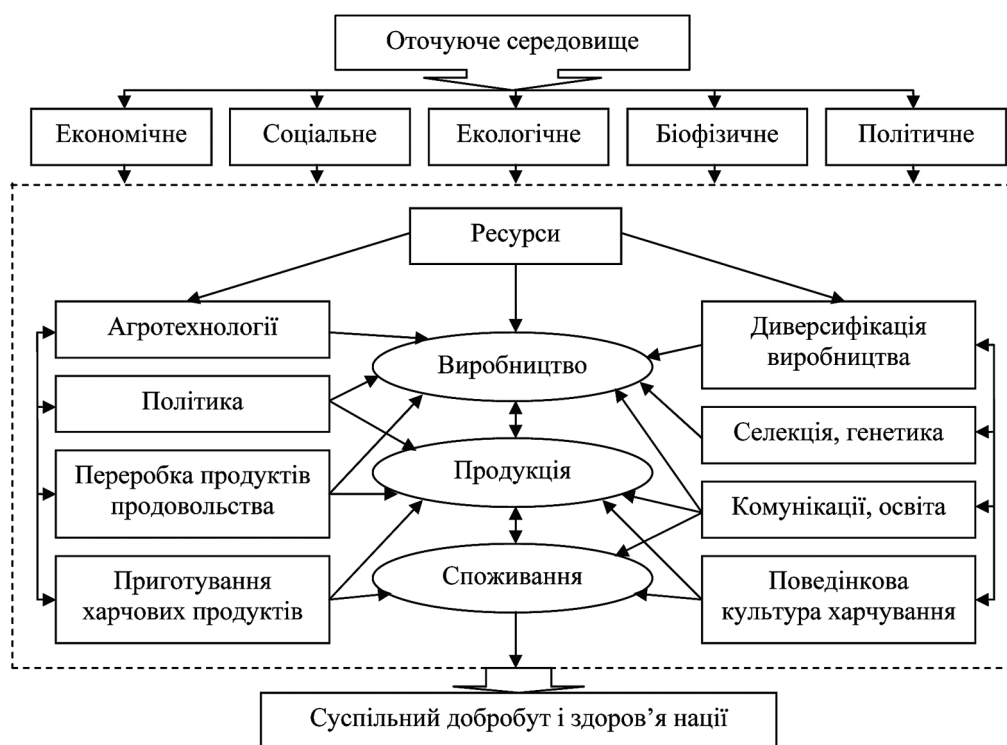 Оточуюче середовище
Економічне
Соціальне
Екологічне
Біофізичне
Політичне
Ресурси
Агротехнології
Політика
Переробка продуктів
продовольства
Приготування
харчових продуктів
Виробництво
Продукція
Споживання
Диверсифікація
виробництва
Селекція, генетика
Комунікації, освіта
Поведінкова
культура харчування
Суспільний добробут і здоров’я нації